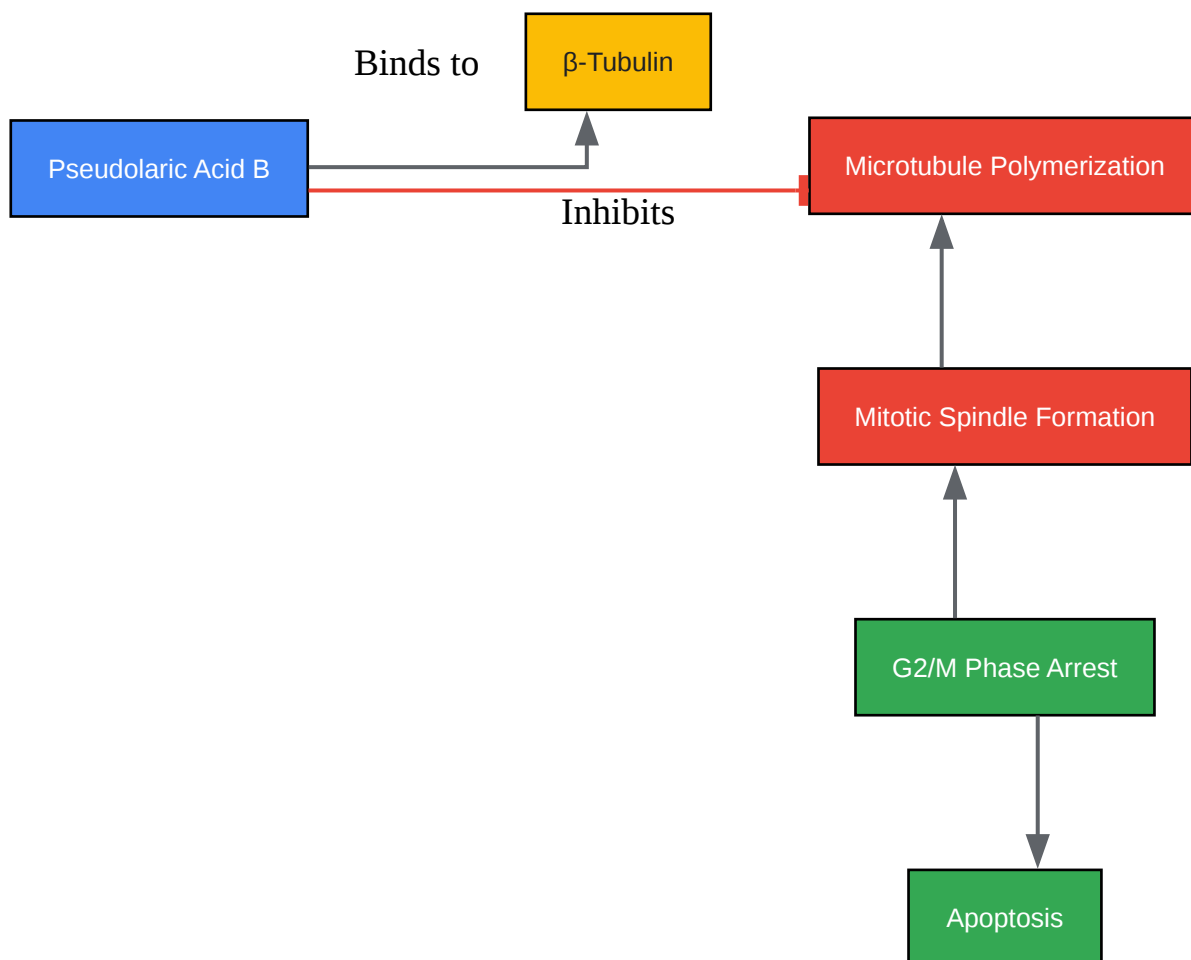 Binds to
β-Tubulin
Pseudolaric Acid B
Microtubule Polymerization
Inhibits
Mitotic Spindle Formation
G2/M Phase Arrest
Apoptosis